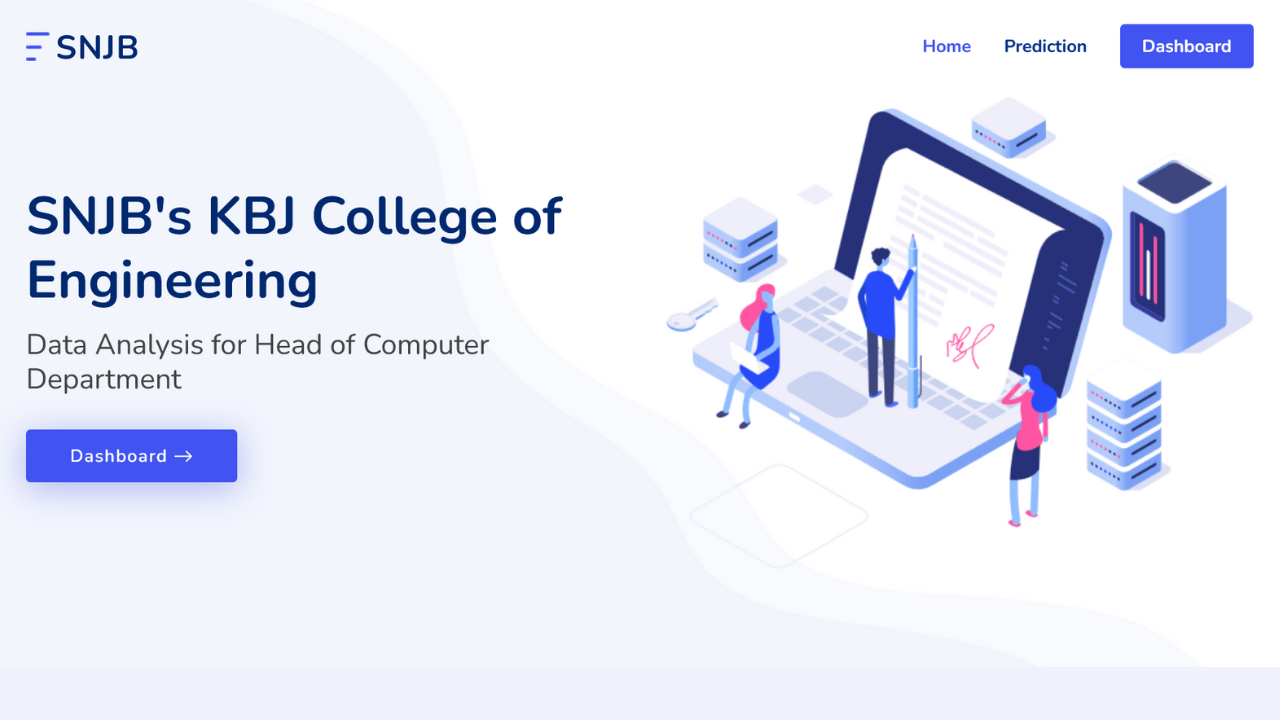 SNJB
Home
Prediction
Dashboard
SNJB's KBJ College of
Engineering
Data Analysis for Head of Computer
Department
Dashboard →